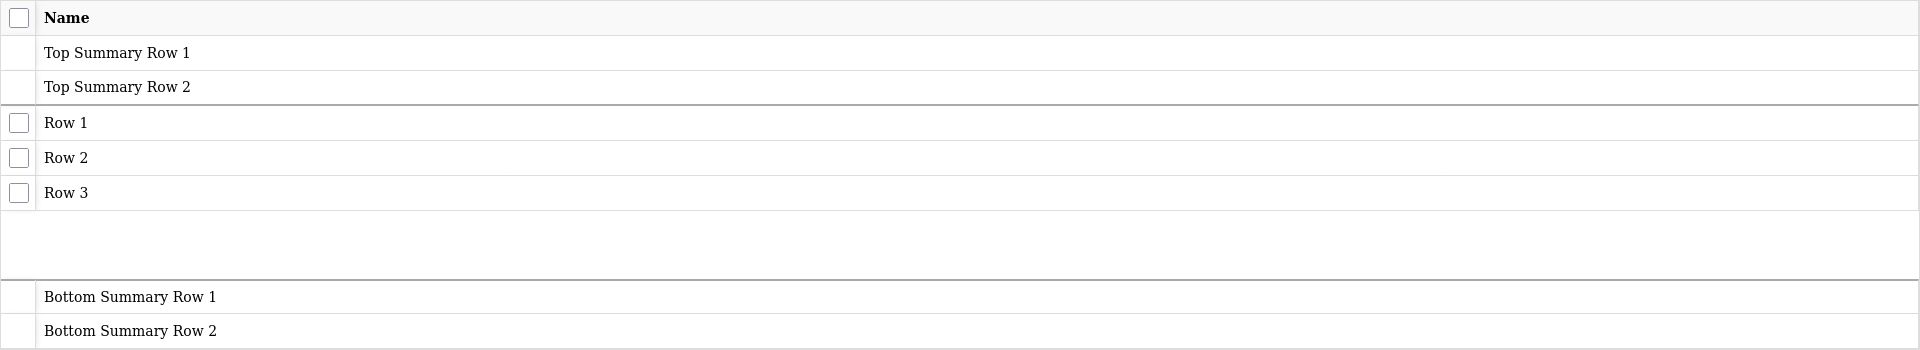 Name
Top Summary Row 1
Top Summary Row 2
Row 1
Row 2
Row 3
Bottom Summary Row 1
Bottom Summary Row 2